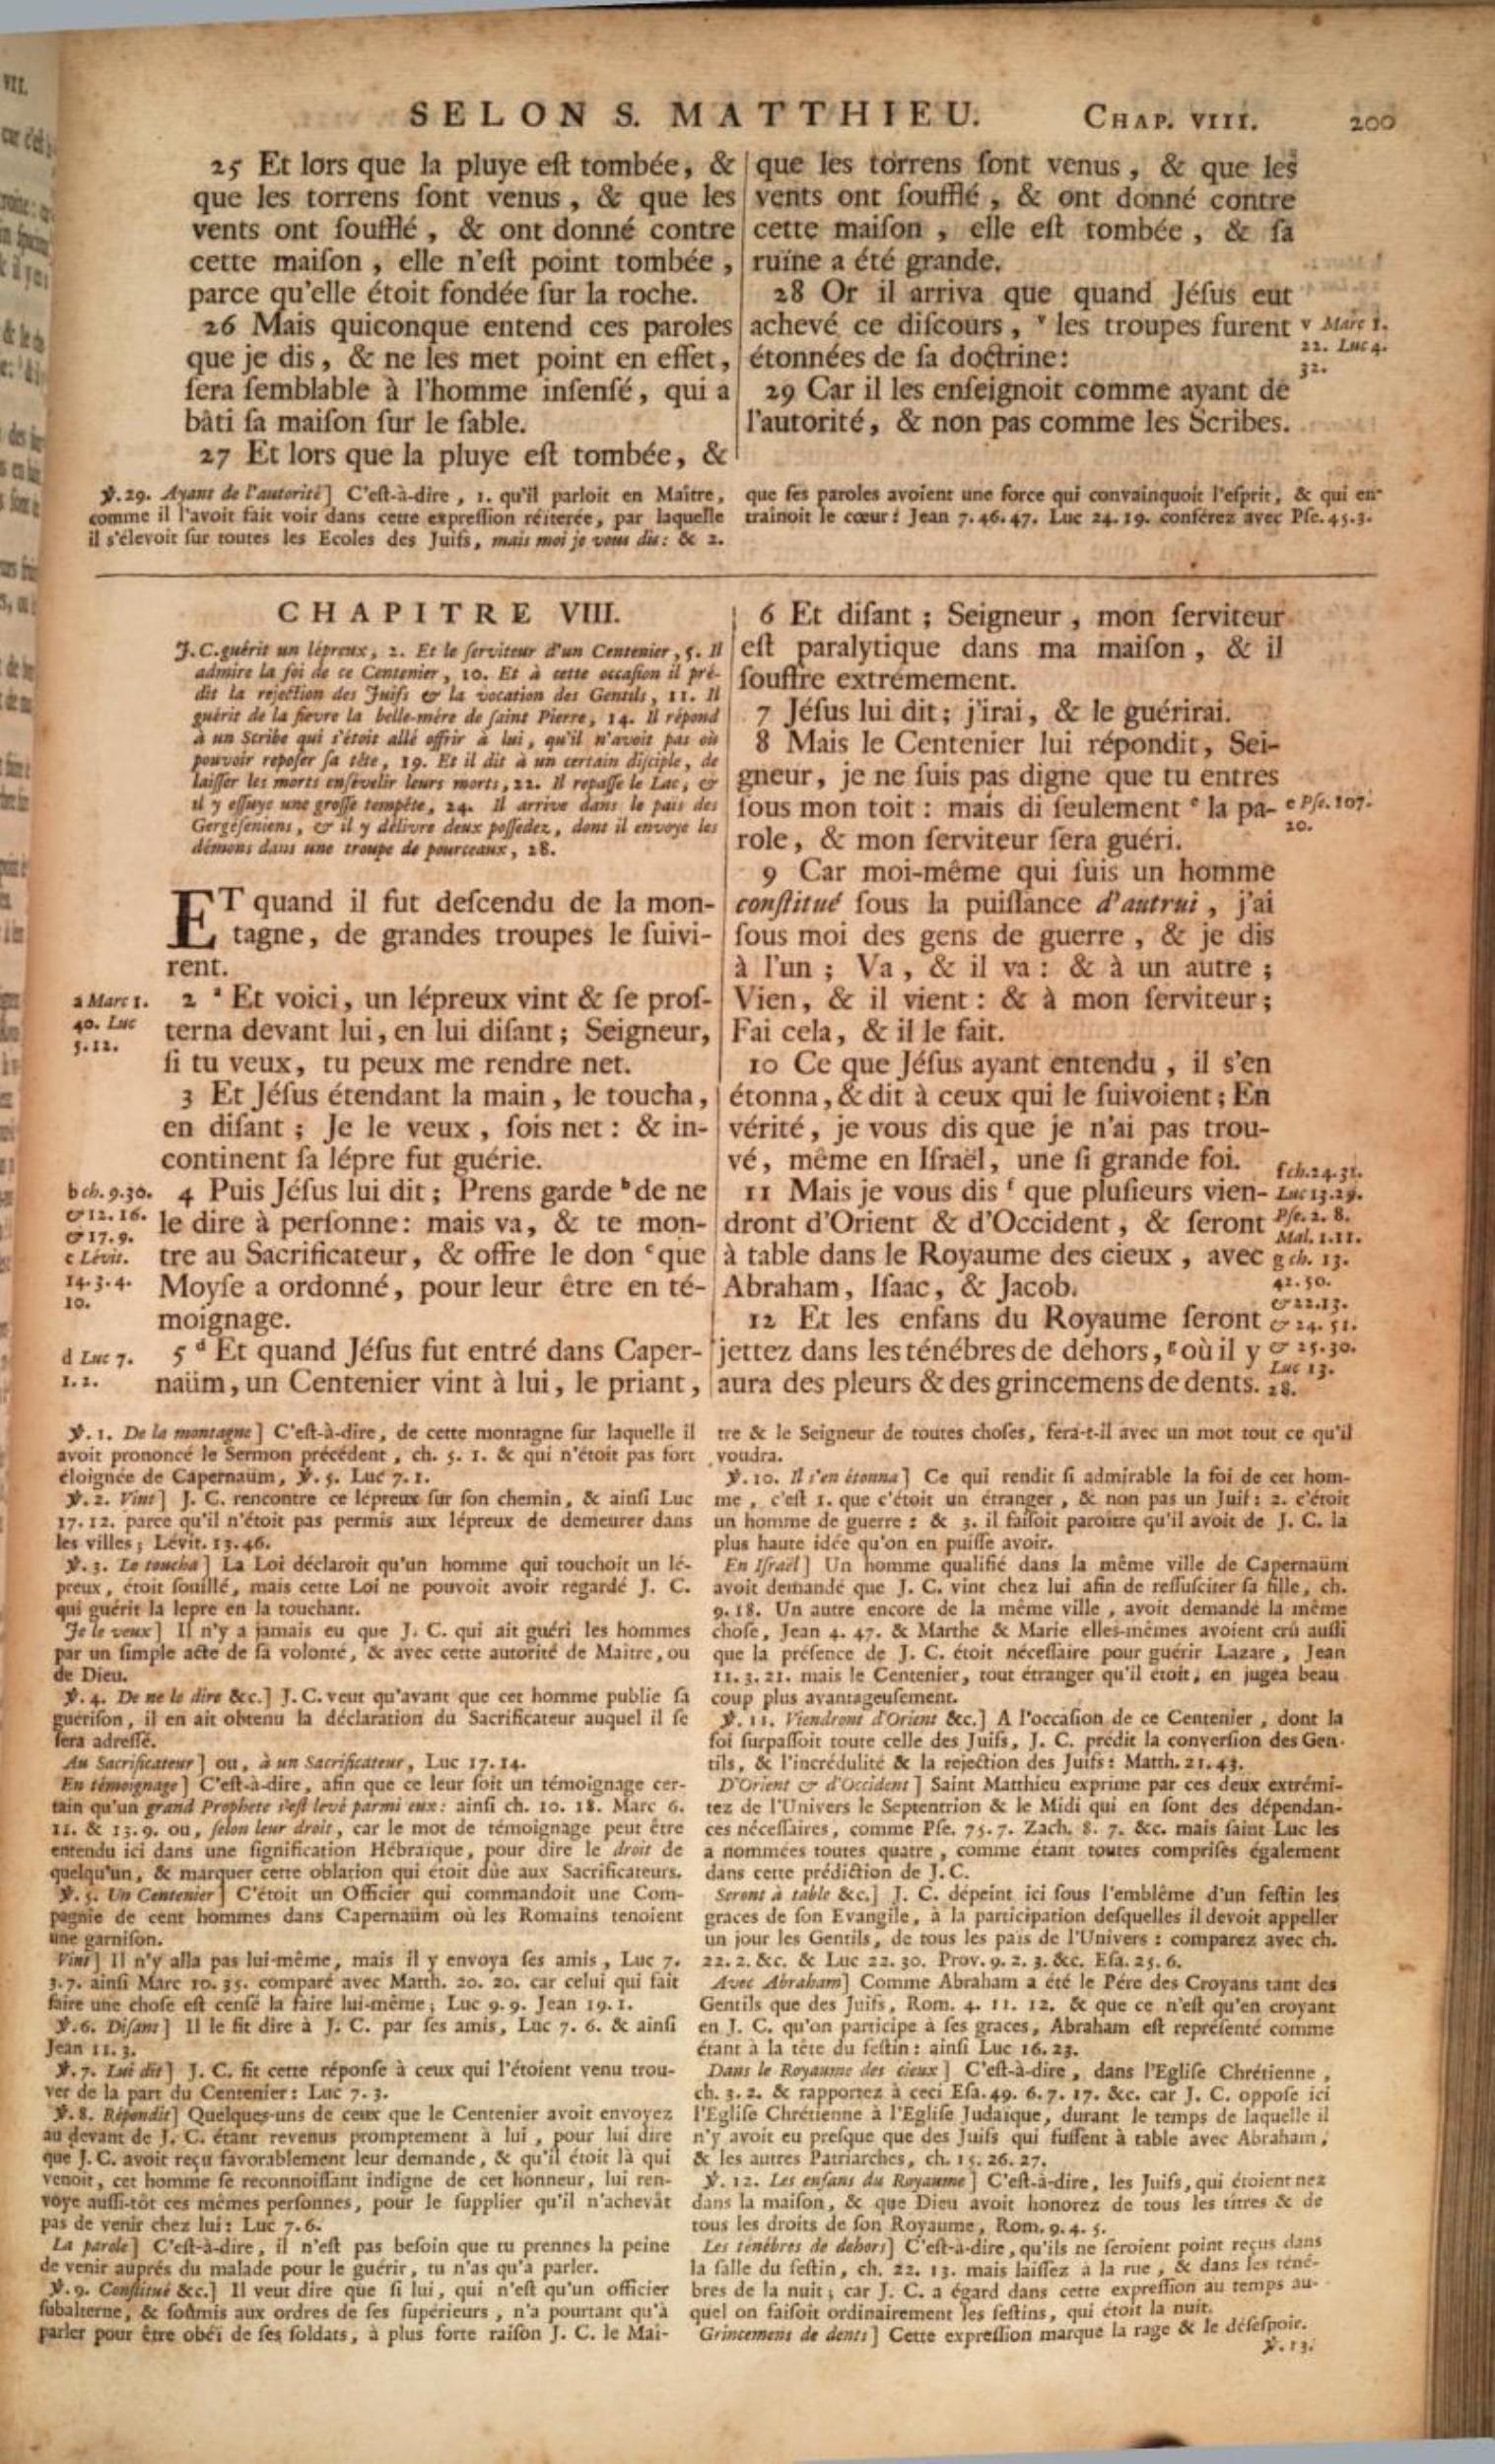 SELON S. MATTHIEU. CHAP. VIII. 200
25 Et lors que la pluye eſt tombée, &
que les torrens ſont venus, & que les
vents ont ſoufflé, & ont donné contre
cette maiſon, elle n'eſt point tombée,
parce qu'elle étoit fondée ſur la roche.
26 Mais quiconque entend ces paroles
que je dis, & ne les met point en effet,
ſera ſemblable à l'homme inſenſé, qui a
bâti ſa maiſon ſur le ſable.
27 Et lors que la pluye eſt tombée, &
que les torrens ſont venus, & que les
vents ont ſoufflé, & ont donné contre
cette maiſon, elle eſt tombée, & ſa
ruïne a été grande.
28 Or il arriva que quand Jéſus eut
achevé ce diſcours, v les troupes furent
étonnées de ſa doctrine:
29 Car il les enſeignoit comme ayant de
l'autorité, & non pas comme les Scribes.
v Marc 1.
22. Luc 4.
32.
℣.29. Ayant de l'autorité] C'eſt-à-dire, 1. qu'il parloit en Maître,
comme il l'avoit fait voir dans cette expreſſion réiterée, par laquelle
il s'élevoit ſur toutes les Ecoles des Juifs, mais moi je vous dis: & 2.
que ſes paroles avoient une force qui convainquoit l'eſprit, & qui en-
traînoit le cœur: Jean 7.46.47. Luc 24.19. conférez avec Pſe.45.3.
CHAPITRE VIII.
J.C.guérit un lépreux, 2. Et le ſerviteur d'un Centenier, 5. Il
admire la foi de ce Centenier, 10. Et à cette occaſion il pré-
dit la rejection des Juifs & la vocation des Gentils, 11. Il
guérit de la fievre la belle-mére de ſaint Pierre, 14. Il répond
à un Scribe qui s'étoit allé offrir à lui, qu'il n'avoit pas où
pouvoir repoſer ſa tête, 19. Et il dit à un certain diſciple, de
laiſſer les morts enſévelir leurs morts, 22. Il repaſſe le Lac, &
il y eſſuye une groſſe tempête, 24. Il arrive dans le païs des
Gergéſeniens, & il y délivre deux poſſedez, dont il envoye les
démons dans une troupe de pourceaux, 28.
ET quand il fut deſcendu de la mon-
tagne, de grandes troupes le ſuivi-
rent.
2 a Et voici, un lépreux vint & ſe proſ-
terna devant lui, en lui diſant; Seigneur,
ſi tu veux, tu peux me rendre net.
3 Et Jéſus étendant la main, le toucha,
en diſant; Je le veux, ſois net: & in-
continent ſa lépre fut guérie.
4 Puis Jéſus lui dit; Prens garde b de ne
le dire à perſonne: mais va, & te mon-
tre au Sacrificateur, & offre le don c que
Moyſe a ordonné, pour leur être en té-
moignage.
5 d Et quand Jéſus fut entré dans Caper-
naüm, un Centenier vint à lui, le priant,
a Marc 1.
40. Luc
5.12.
b ch. 9.30.
& 12.16.
& 17.9.
c Lévit.
14.3.4.
10.
d Luc 7.
1.2.
6 Et diſant; Seigneur, mon ſerviteur
eſt paralytique dans ma maiſon, & il
ſouffre extrémement.
7 Jéſus lui dit; j'irai, & le guérirai.
8 Mais le Centenier lui répondit, Sei-
gneur, je ne ſuis pas digne que tu entres
ſous mon toit: mais di ſeulement e la pa-
role, & mon ſerviteur ſera guéri.
9 Car moi-même qui ſuis un homme
conſtitué ſous la puiſſance d'autrui, j'ai
ſous moi des gens de guerre, & je dis
à l'un; Va, & il va: & à un autre;
Vien, & il vient: & à mon ſerviteur;
Fai cela, & il le fait.
10 Ce que Jéſus ayant entendu, il s'en
étonna, & dit à ceux qui le ſuivoient; En
vérité, je vous dis que je n'ai pas trou-
vé, même en Iſraël, une ſi grande foi.
11 Mais je vous dis f que pluſieurs vien-
dront d'Orient & d'Occident, & ſeront
à table dans le Royaume des cieux, avec
Abraham, Iſaac, & Jacob.
12 Et les enfans du Royaume ſeront
jettez dans les ténébres de dehors, g où il y
aura des pleurs & des grincemens de dents.
e Pſe. 107.
20.
f ch.24.31.
Luc 13.29.
Pſe. 2. 8.
Mal. 1.11.
g ch. 13.
42.50.
& 22.13.
& 24. 51.
& 25.30.
Luc 13.
28.
℣.1. De la montagne] C'eſt-à-dire, de cette montagne ſur laquelle il
avoit prononcé le Sermon précédent, ch. 5. 1. & qui n'étoit pas fort
éloignée de Capernaüm, ℣. 5. Luc 7. 1.
℣.2. Vint] J. C. rencontre ce lépreux ſur ſon chemin, & ainſi Luc
17.12. parce qu'il n'étoit pas permis aux lépreux de demeurer dans
les villes; Lévit. 13.46.
℣.3. Le toucha] La Loi déclaroit qu'un homme qui touchoit un lé-
preux, étoit ſouillé, mais cette Loi ne pouvoit avoir regardé J. C.
qui guérit la lepre en la touchant.
Je le veux] Il n'y a jamais eu que J. C. qui ait guéri les hommes
par un ſimple acte de ſa volonté, & avec cette autorité de Maitre, ou
de Dieu.
℣.4. De ne le dire &c.] J.C. veut qu'avant que cet homme publie ſa
guériſon, il en ait obtenu la déclaration du Sacrificateur auquel il ſe
ſera adreſſé.
Au Sacrificateur] ou, à un Sacrificateur, Luc 17.14.
En témoignage] C'eſt-à-dire, afin que ce leur ſoit un témoignage cer-
tain qu'un grand Prophete s'eſt levé parmi eux: ainſi ch. 10. 18. Marc 6.
11. & 13.9. ou, ſelon leur droit, car le mot de témoignage peut être
entendu ici dans une ſignification Hébraïque, pour dire le droit de
quelqu'un, & marquer cette oblation qui étoit düe aux Sacrificateurs.
℣.5. Un Centenier] C'étoit un Officier qui commandoit une Com-
pagnie de cent hommes dans Capernaüm où les Romains tenoient
une garniſon.
Vint] Il n'y alla pas lui-même, mais il y envoya ſes amis, Luc 7.
3.7. ainſi Marc 10.35. comparé avec Matth. 20. 20. car celui qui fait
faire une choſe eſt cenſé la faire lui-même; Luc 9.9. Jean 19.1.
℣.6. Diſant] Il le fit dire à J. C. par ſes amis, Luc 7. 6. & ainſi
Jean 11.3.
℣.7. Lui dit] J. C. fit cette réponſe à ceux qui l'étoient venu trou-
ver de la part du Centenier: Luc 7. 3.
℣.8. Répondit] Quelques-uns de ceux que le Centenier avoit envoyez
au devant de J. C. étant revenus promptement à lui, pour lui dire
que J.C. avoit reçu favorablement leur demande, & qu'il étoit là qui
venoit, cet homme ſe reconnoiſſant indigne de cet honneur, lui ren-
voye auſſi-tôt ces mêmes perſonnes, pour le ſupplier qu'il n'achevât
pas de venir chez lui: Luc 7.6.
La parole] C'eſt-à-dire, il n'eſt pas beſoin que tu prennes la peine
de venir auprés du malade pour le guérir, tu n'as qu'à parler.
℣.9. Conſtitué &c.] Il veut dire que ſi lui, qui n'eſt qu'un officier
ſubalterne, & ſoûmis aux ordres de ſes ſupérieurs, n'a pourtant qu'à
parler pour être obéi de ſes ſoldats, à plus forte raiſon J. C. le Mai-
tre & le Seigneur de toutes choſes, fera-t-il avec un mot tout ce qu'il
voudra.
℣.10. Il s'en étonna] Ce qui rendit ſi admirable la foi de cet hom-
me, c'eſt 1. que c'étoit un étranger, & non pas un Juif: 2. c'étoit
un homme de guerre: & 3. il faiſoit paroître qu'il avoit de J. C. la
plus haute idée qu'on en puiſſe avoir.
En Iſraël] Un homme qualifié dans la même ville de Capernaüm
avoit demandé que J. C. vint chez lui afin de reſſuſciter ſa fille, ch.
9.18. Un autre encore de la même ville, avoit demandé la même
choſe, Jean 4. 47. & Marthe & Marie elles-mêmes avoient crû auſſi
que la préſence de J. C. étoit néceſſaire pour guérir Lazare, Jean
11.3.21. mais le Centenier, tout étranger qu'il étoit, en jugea beau
coup plus avantageuſement.
℣.11. Viendront d'Orient &c.] A l'occaſion de ce Centenier, dont la
foi ſurpaſſoit toute celle des Juifs, J. C. prédit la converſion des Gen-
tils, & l'incrédulité & la rejection des Juifs: Matth. 21.43.
D'Orient & d'Occident] Saint Matthieu exprime par ces deux extrémi-
tez de l'Univers le Septentrion & le Midi qui en ſont des dépendan-
ces néceſſaires, comme Pſe. 75.7. Zach. 8. 7. &c. mais ſaint Luc les
a nommées toutes quatre, comme étant toutes compriſes également
dans cette prédiction de J.C.
Seront à table &c.] J. C. dépeint ici ſous l'emblême d'un feſtin les
graces de ſon Evangile, à la participation deſquelles il devoit appeller
un jour les Gentils, de tous les païs de l'Univers: comparez avec ch.
22. 2. &c. & Luc 22. 30. Prov. 9. 2. 3. &c. Eſa. 25. 6.
Avec Abraham] Comme Abraham a été le Pére des Croyans tant des
Gentils que des Juifs, Rom. 4. 11. 12. & que ce n'eſt qu'en croyant
en J. C. qu'on participe à ſes graces, Abraham eſt repréſenté comme
étant à la tête du feſtin: ainſi Luc 16. 23.
Dans le Royaume des cieux] C'eſt-à-dire, dans l'Egliſe Chrétienne,
ch. 3. 2. & rapportez à ceci Eſa. 49. 6. 7. 17. &c. car J. C. oppoſe ici
l'Egliſe Chrétienne à l'Egliſe Judaïque, durant le temps de laquelle il
n'y avoit eu preſque que des Juifs qui fuſſent à table avec Abraham,
& les autres Patriarches, ch. 15. 26. 27.
℣. 12. Les enfans du Royaume] C'eſt-à-dire, les Juifs, qui étoient nez
dans la maiſon, & que Dieu avoit honorez de tous les titres & de
tous les droits de ſon Royaume, Rom. 9. 4. 5.
Les ténébres de dehors] C'eſt-à-dire, qu'ils ne ſeroient point reçus dans
la ſalle du feſtin, ch. 22. 13. mais laiſſez à la rue, & dans les téné-
bres de la nuit; car J. C. a égard dans cette expreſſion au temps au-
quel on faiſoit ordinairement les feſtins, qui étoit la nuit.
Grincemens de dents] Cette expreſſion marque la rage & le déſeſpoir.
℣.13.